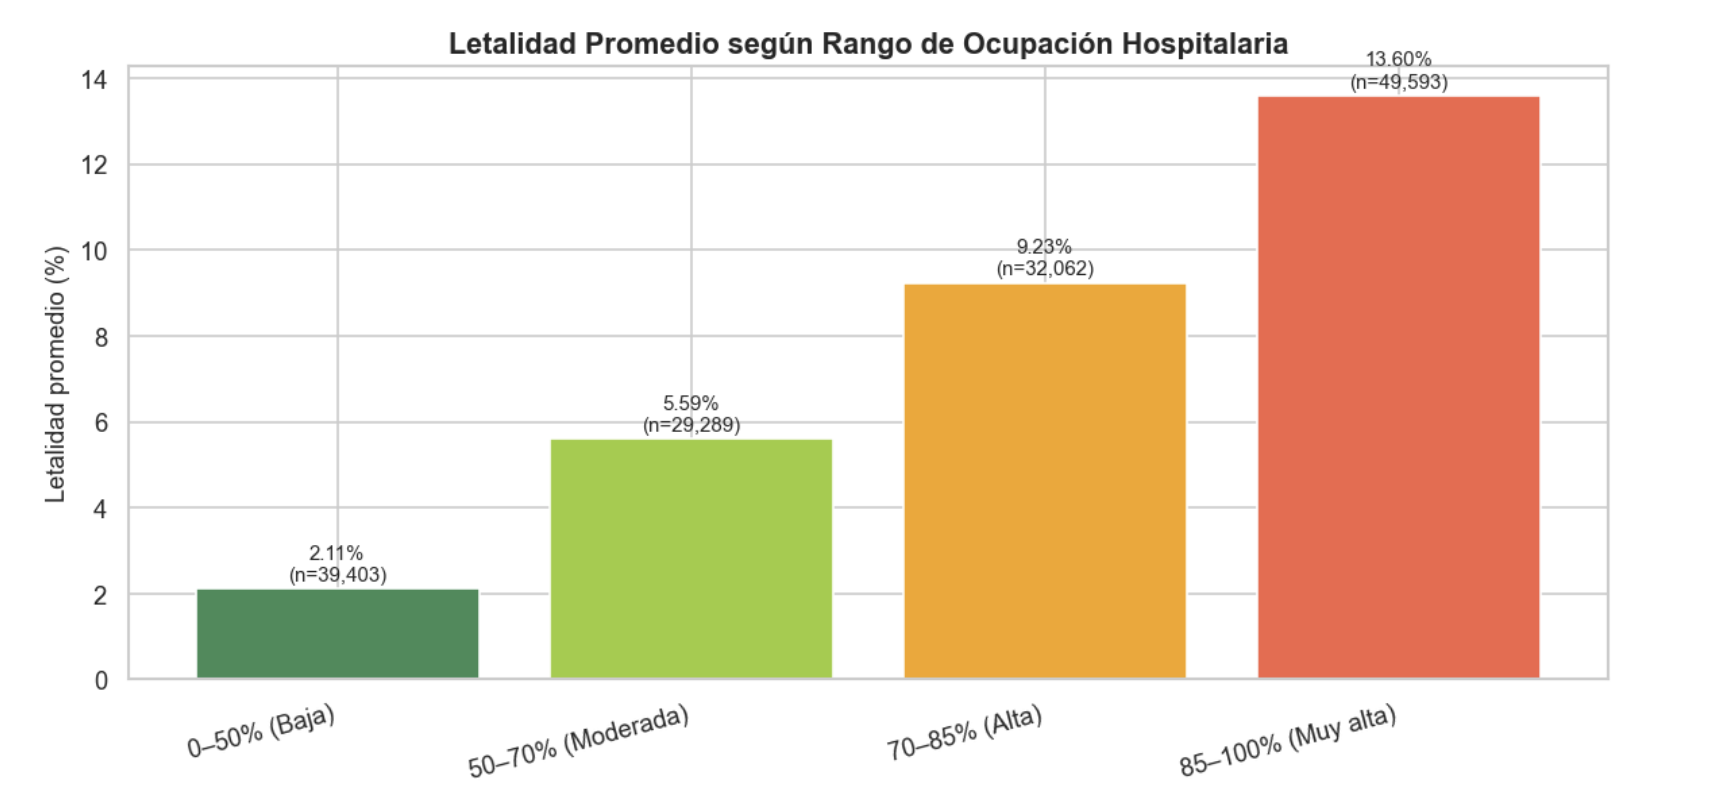 Letalidad Promedio según Rango de Ocupación Hospitalaria
Letalidad promedio (%)
14
12
10
8
6
4
2
0
2.11%
(n=39,403)
5.59%
(n=29,289)
9.23%
(n=32,062)
13.60%
(n=49,593)
0–50% (Baja)
50–70% (Moderada)
70–85% (Alta)
85–100% (Muy alta)